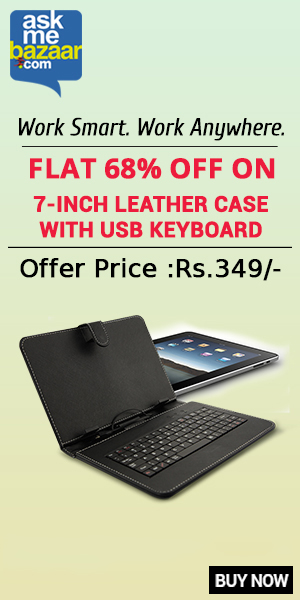 ask
me
bazaar
.com
Work Smart. Work Anywhere.
FLAT 68% OFF ON
7-INCH LEATHER CASE
WITH USB KEYBOARD
Offer Price :Rs.349/-
BUY NOW